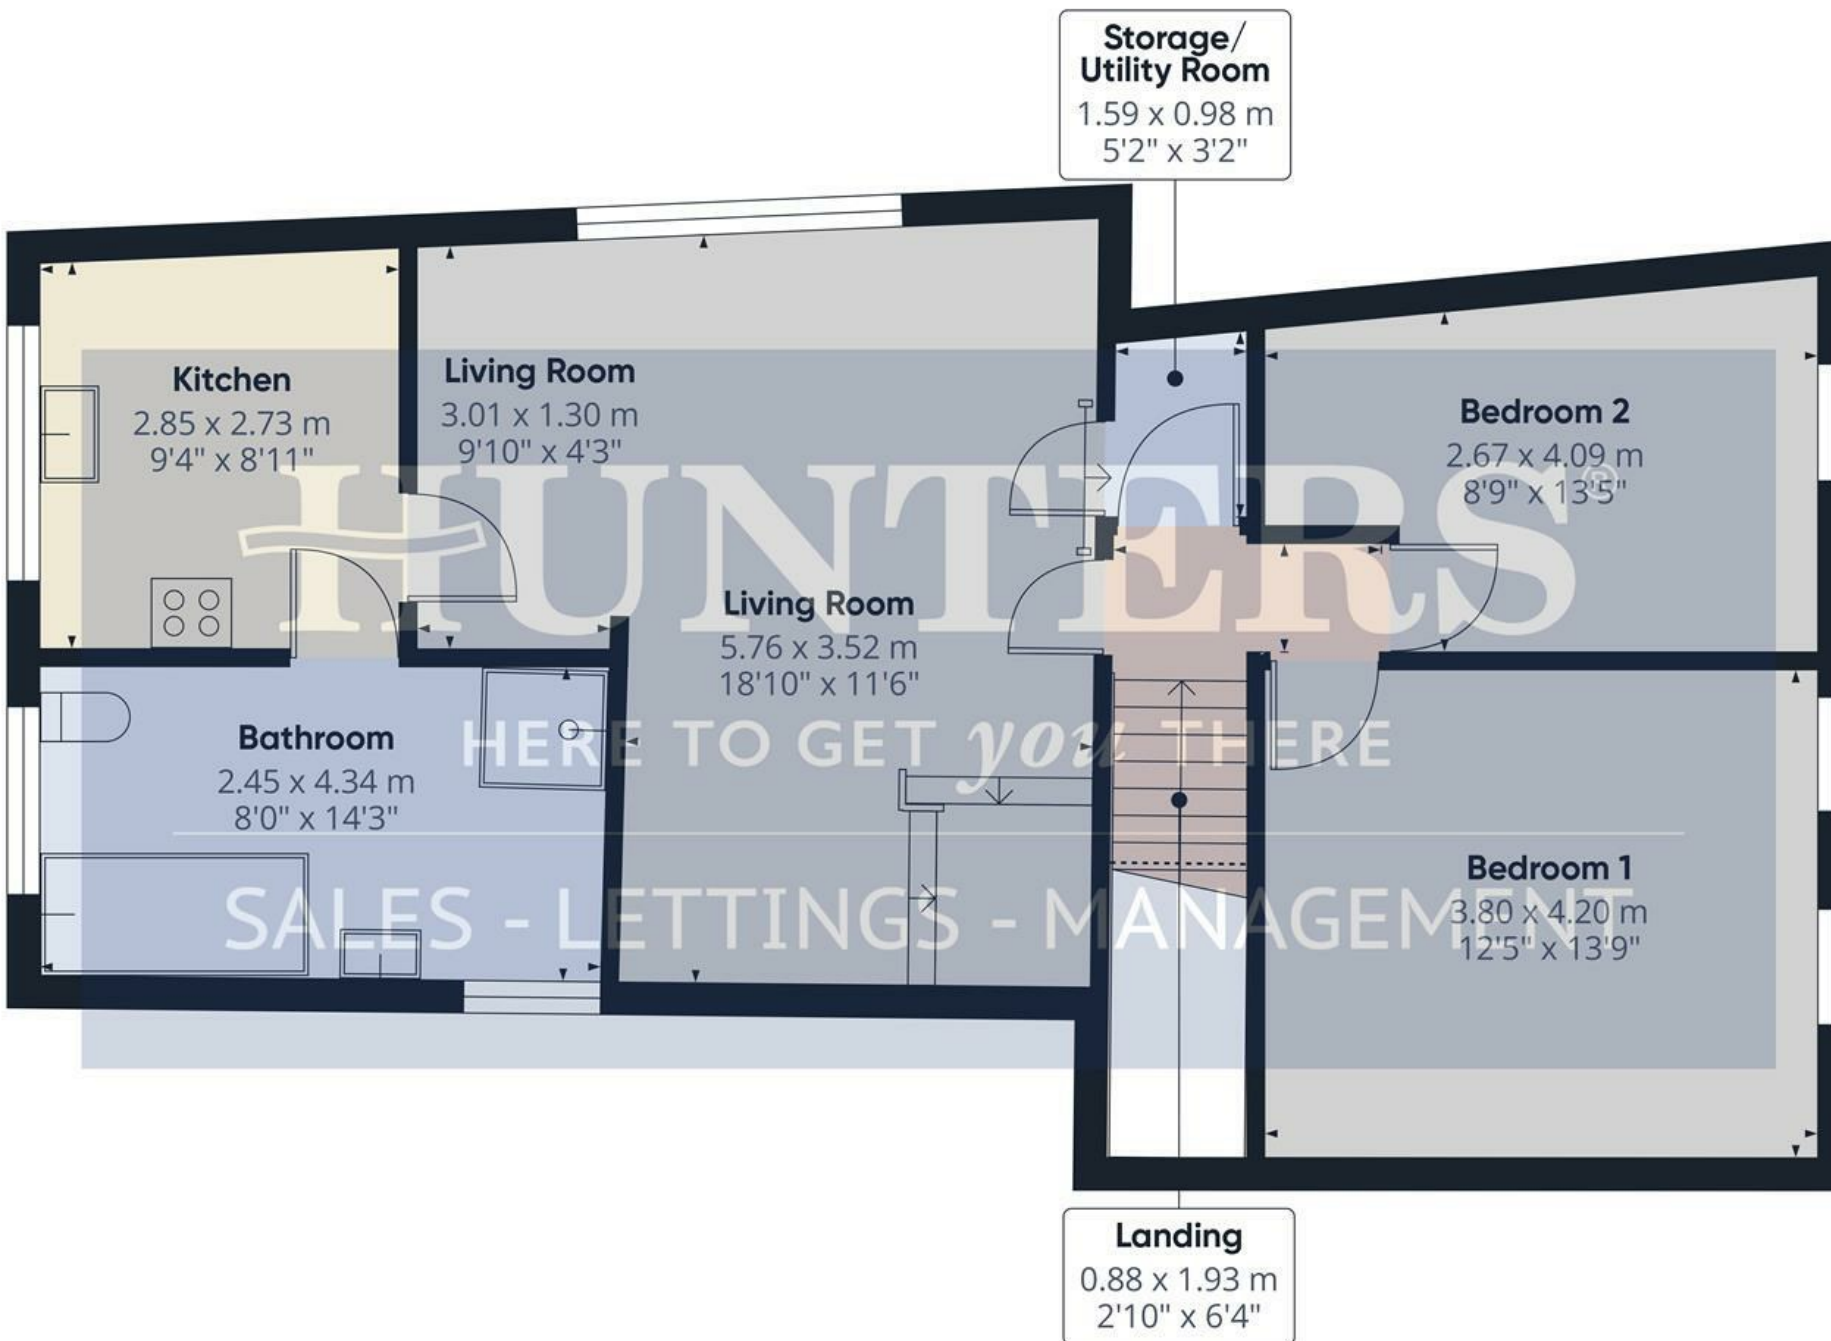 Storage/
Utility Room
1.59 x 0.98 m
5'2" x 3'2"
Kitchen
2.85 x 2.73 m
9'4" x 8'11"
Living Room
3.01 x 1.30 m
9'10" x 4'3"
Bedroom 2
2.67 x 4.09 m
8'9" x 13'5"
HUNTERS®
Living Room
5.76 x 3.52 m
18'10" x 11'6"
Bathroom
2.45 x 4.34 m
8'0" x 14'3"
HERE TO GET you THERE
Bedroom 1
3.80 x 4.20 m
12'5" x 13'9"
SALES - LETTINGS - MANAGEMENT
Landing
0.88 x 1.93 m
2'10" x 6'4"